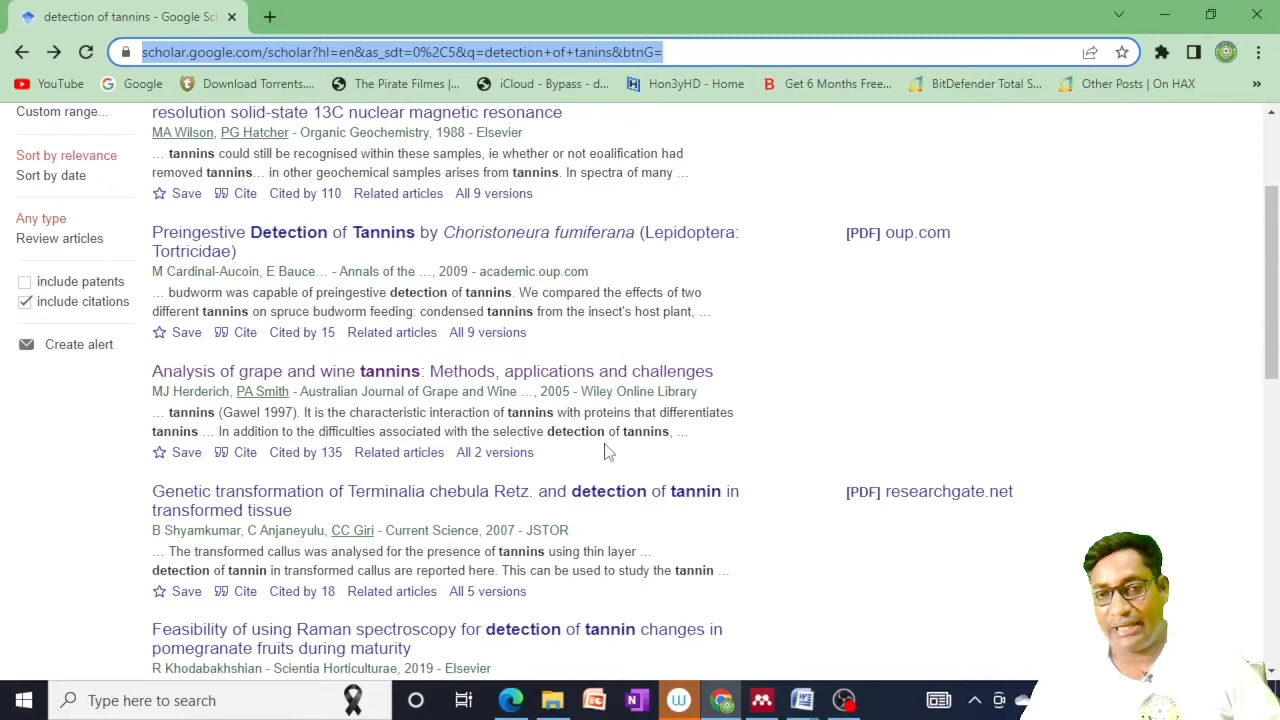 detection of tannins - Google Sc
scholar.google.com/scholar?hl=en&as_sdt=0%2C5&q=detection+of+tanins&btnG=
YouTube
Google
Download Torrents....
The Pirate Filmes |...
iCloud - Bypass - d...
Hon3yHD - Home
Get 6 Months Free...
BitDefender Total S...
Other Posts | On HAX
»
Custom range...
Sort by relevance
Sort by date
Any type
Review articles
include patents
include citations
Create alert
resolution solid-state 13C nuclear magnetic resonance
MA Wilson, PG Hatcher - Organic Geochemistry, 1988 - Elsevier
… tannins could still be recognised within these samples, ie whether or not eoalification had
removed tannins… in other geochemical samples arises from tannins. In spectra of many …
Save Cite Cited by 110 Related articles All 9 versions
Preingestive Detection of Tannins by Choristoneura fumiferana (Lepidoptera:
Tortricidae)
[PDF] oup.com
M Cardinal-Aucoin, E Bauce… - Annals of the …, 2009 - academic.oup.com
… budworm was capable of preingestive detection of tannins. We compared the effects of two
different tannins on spruce budworm feeding: condensed tannins from the insect's host plant, …
Save Cite Cited by 15 Related articles All 9 versions
Analysis of grape and wine tannins: Methods, applications and challenges
MJ Herderich, PA Smith - Australian Journal of Grape and Wine …, 2005 - Wiley Online Library
… tannins (Gawel 1997). It is the characteristic interaction of tannins with proteins that differentiates
tannins … In addition to the difficulties associated with the selective detection of tannins, …
Save Cite Cited by 135 Related articles All 2 versions
Genetic transformation of Terminalia chebula Retz. and detection of tannin in
transformed tissue
[PDF] researchgate.net
B Shyamkumar, C Anjaneyulu, CC Giri - Current Science, 2007 - JSTOR
… The transformed callus was analysed for the presence of tannins using thin layer …
detection of tannin in transformed callus are reported here. This can be used to study the tannin …
Save Cite Cited by 18 Related articles All 5 versions
Feasibility of using Raman spectroscopy for detection of tannin changes in
pomegranate fruits during maturity
R Khodabakhshian - Scientia Horticulturae, 2019 - Elsevier
Type here to search